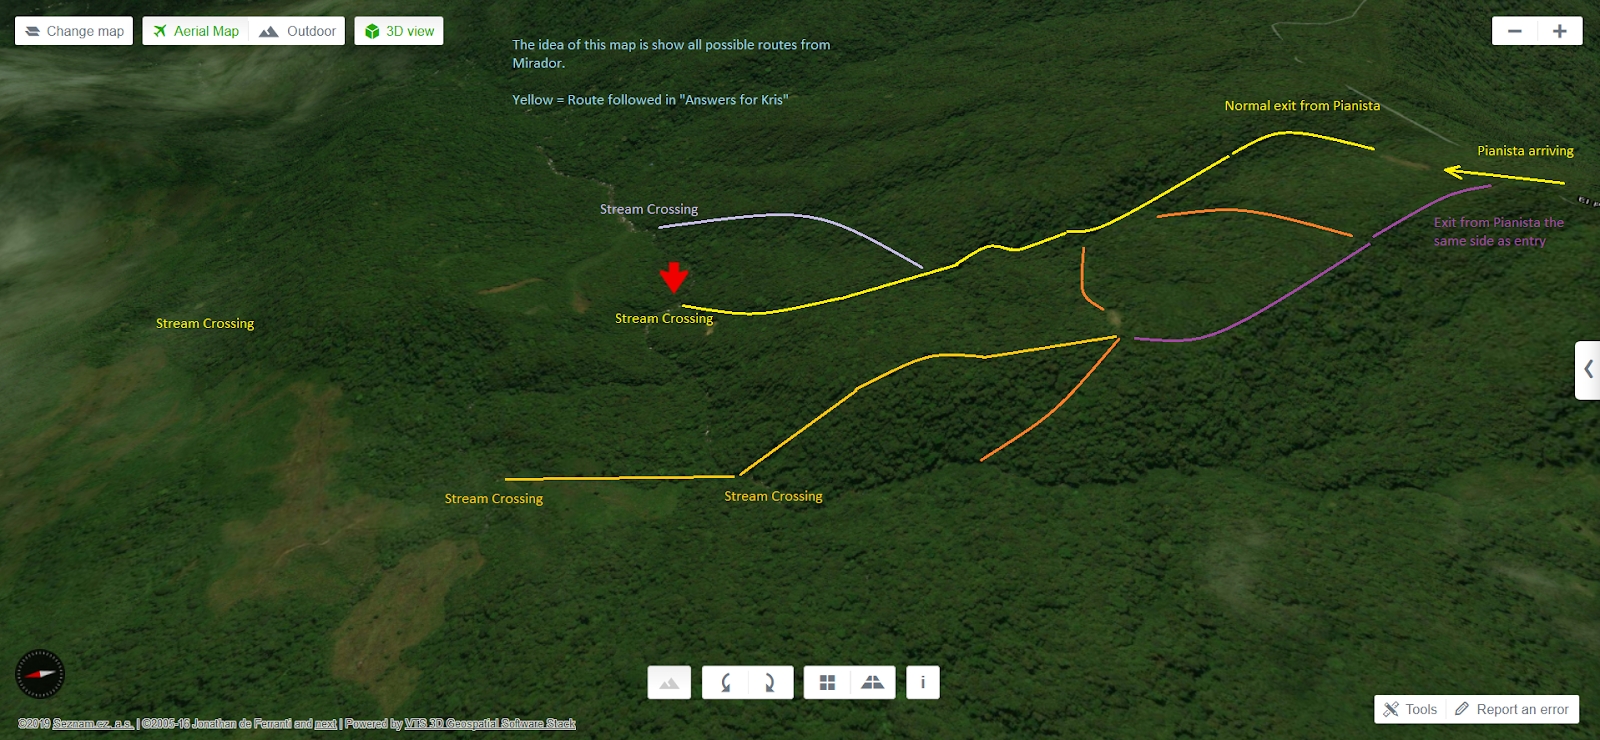 Change map
Aerial Map
Outdoor
3D view
The idea of this map is show all possible routes from
Mirador.
Yellow = Route followed in "Answers for Kris"
Normal exit from Pianista
Pianista arriving
Stream Crossing
Exit from Pianista the
same side as entry
Stream Crossing
Stream Crossing
Stream Crossing
Stream Crossing
i
Tools
Report an error
©2019 Seznam.cz, a.s. | ©2005-16 Jonathan de Ferranti and next | Powered by VTS 3D Geospatial Software Stack